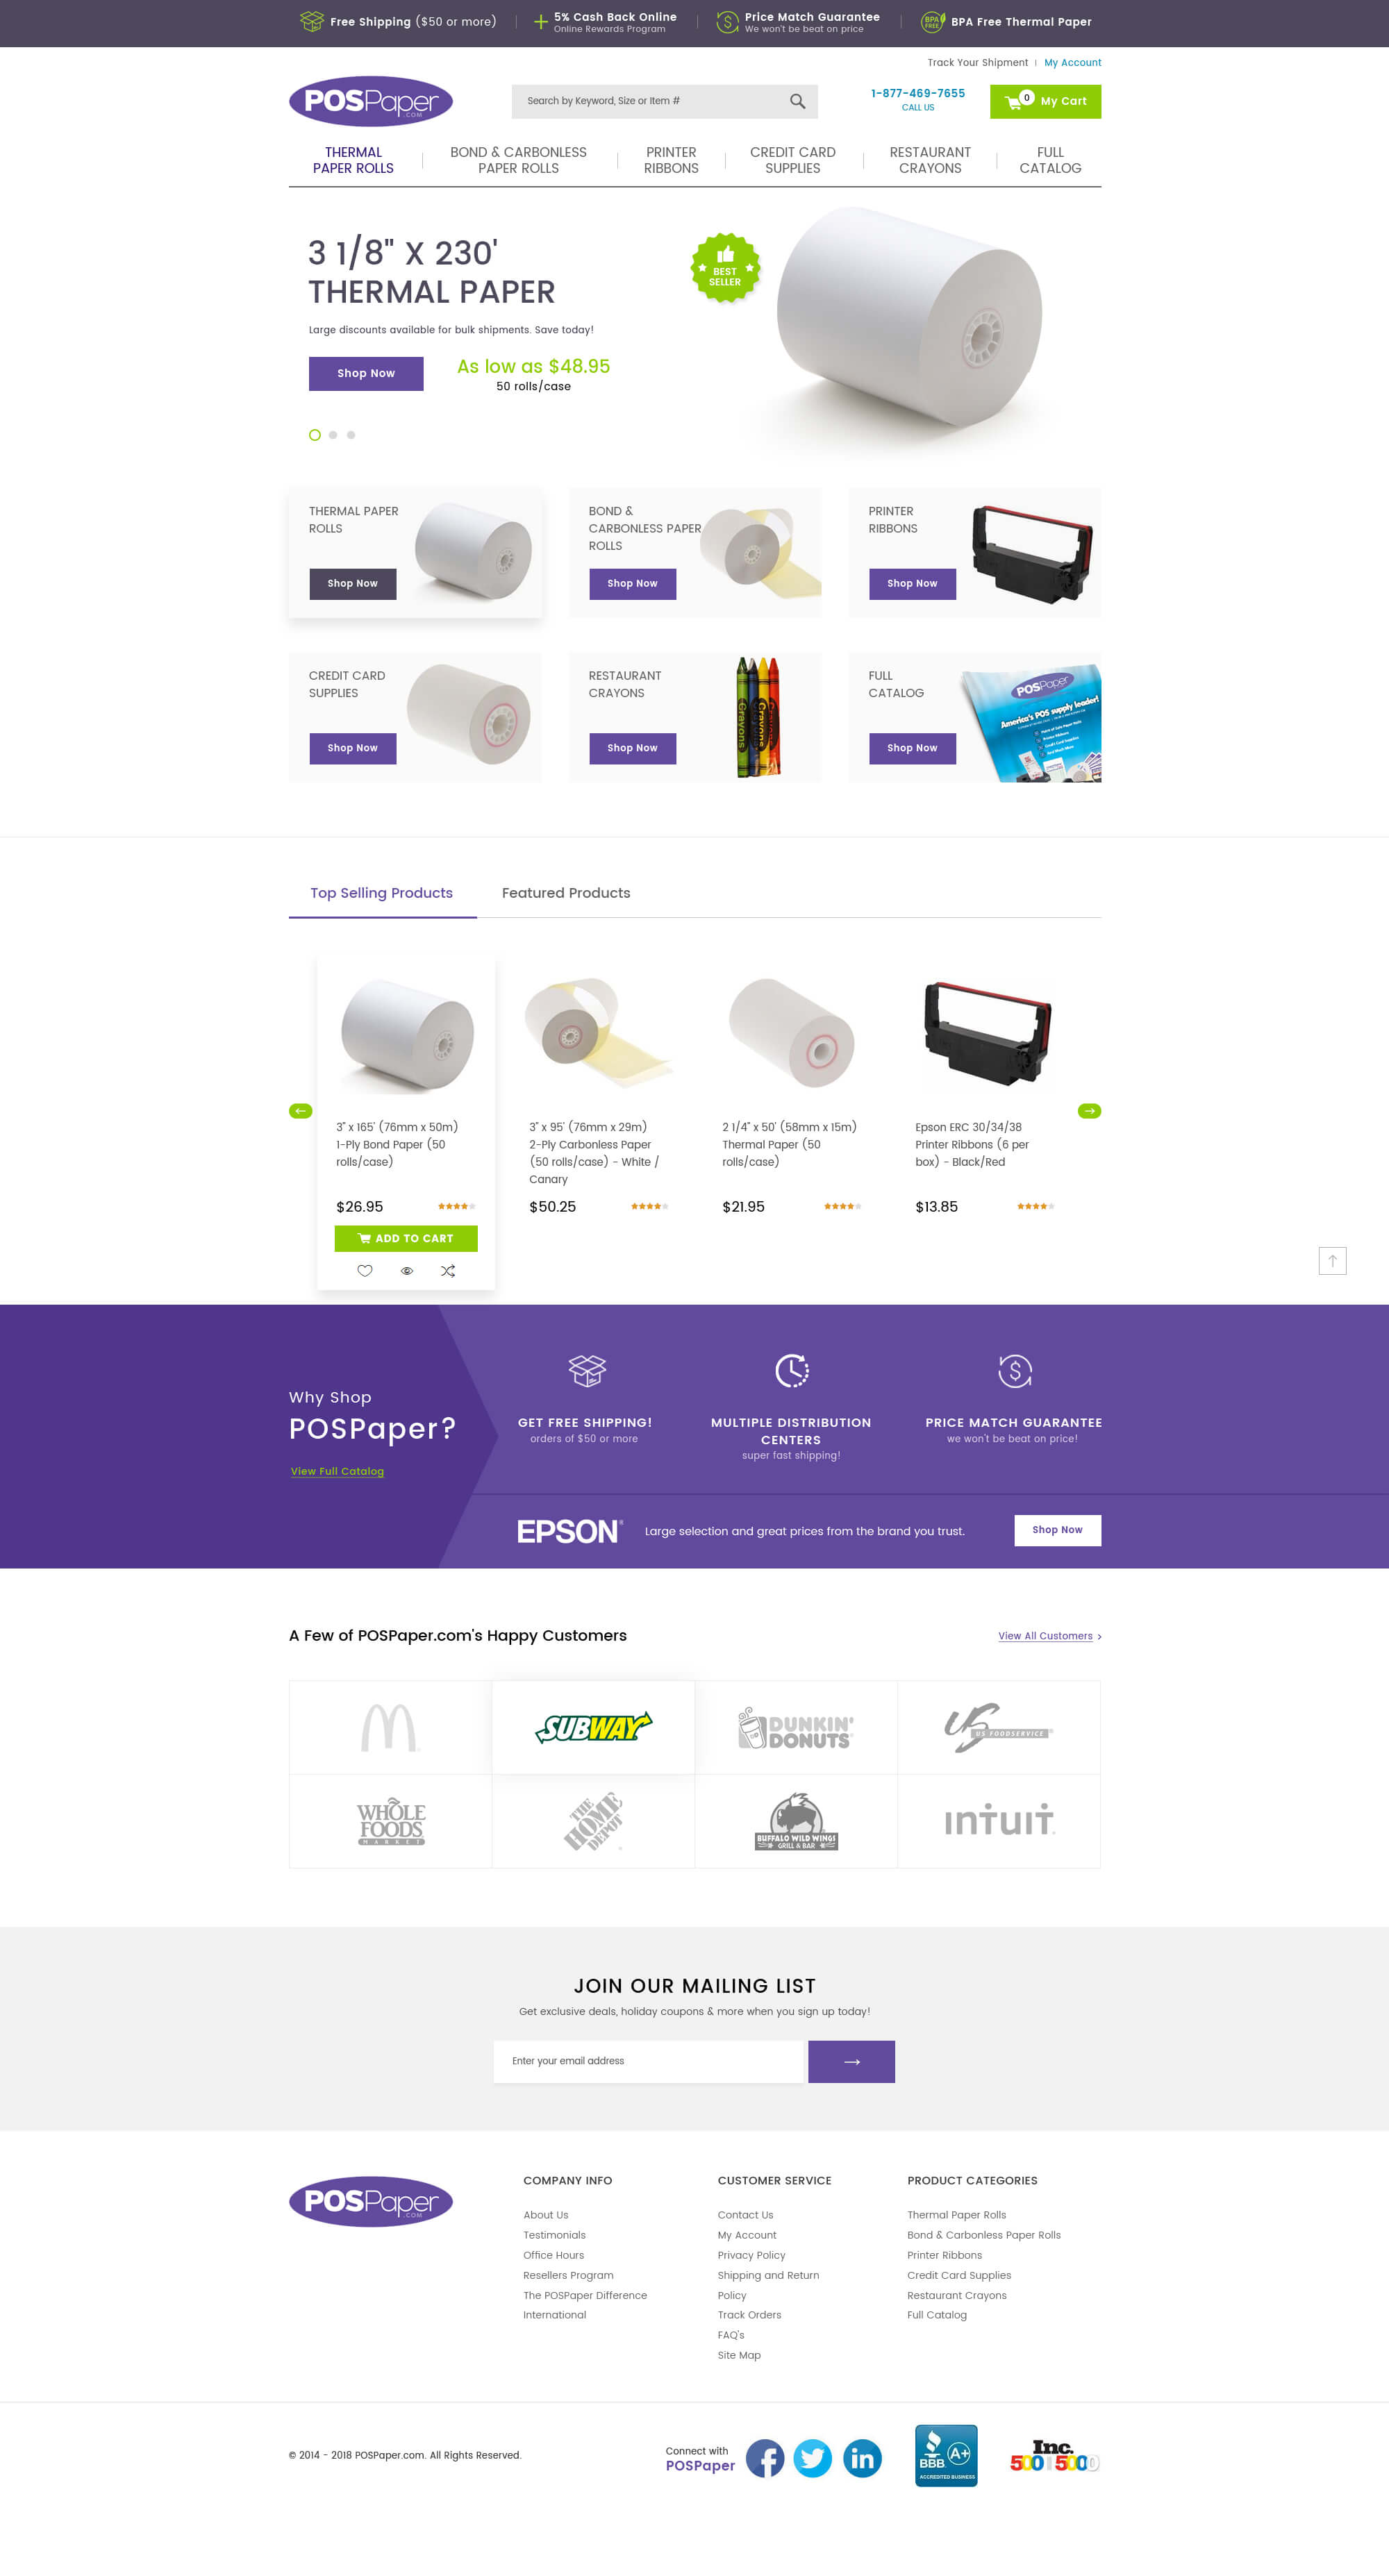 Free Shipping ($50 or more)
5% Cash Back Online
Online Rewards Program
Price Match Guarantee
We won't be beat on price
BPA FREE
BPA Free Thermal Paper
Track Your Shipment | My Account
POSPaper
.COM
Search by Keyword, Size or Item #
1-877-469-7655
CALL US
0
My Cart
THERMAL
PAPER ROLLS
BOND & CARBONLESS
PAPER ROLLS
PRINTER
RIBBONS
CREDIT CARD
SUPPLIES
RESTAURANT
CRAYONS
FULL
CATALOG
3 1/8" X 230'
THERMAL PAPER
Large discounts available for bulk shipments. Save today!
Shop Now
As low as $48.95
50 rolls/case
BEST
SELLER
THERMAL PAPER
ROLLS
Shop Now
BOND &
CARBONLESS PAPER
ROLLS
Shop Now
PRINTER
RIBBONS
Shop Now
CREDIT CARD
SUPPLIES
Shop Now
RESTAURANT
CRAYONS
Shop Now
Crayons
Crayons
FULL
CATALOG
Shop Now
POSPaper
America's POS supply leader!
Top Selling Products
Featured Products
3" x 165' (76mm x 50m)
1-Ply Bond Paper (50
rolls/case)
$26.95
ADD TO CART
3" x 95' (76mm x 29m)
2-Ply Carbonless Paper
(50 rolls/case) - White /
Canary
$50.25
2 1/4" x 50' (58mm x 15m)
Thermal Paper (50
rolls/case)
$21.95
Epson ERC 30/34/38
Printer Ribbons (6 per
box) - Black/Red
$13.85
Why Shop
POSPaper?
View Full Catalog
GET FREE SHIPPING!
orders of $50 or more
MULTIPLE DISTRIBUTION
CENTERS
super fast shipping!
PRICE MATCH GUARANTEE
we won't be beat on price!
EPSON
Large selection and great prices from the brand you trust.
Shop Now
A Few of POSPaper.com's Happy Customers
View All Customers
SUBWAY
DUNKIN'
DONUTS
US
US FOODSERVICE
WHOLE
FOODS
MARKET
THE
HOME
DEPOT
BUFFALO WILD WINGS
GRILL & BAR
intuit
JOIN OUR MAILING LIST
Get exclusive deals, holiday coupons & more when you sign up today!
Enter your email address
POSPaper
.COM
COMPANY INFO
About Us
Testimonials
Office Hours
Resellers Program
The POSPaper Difference
International
CUSTOMER SERVICE
Contact Us
My Account
Privacy Policy
Shipping and Return
Policy
Track Orders
FAQ's
Site Map
PRODUCT CATEGORIES
Thermal Paper Rolls
Bond & Carbonless Paper Rolls
Printer Ribbons
Credit Card Supplies
Restaurant Crayons
Full Catalog
© 2014 - 2018 POSPaper.com. All Rights Reserved.
Connect with
POSPaper
f
in
BBB
A+
ACCREDITED BUSINESS
Inc.
500 5000